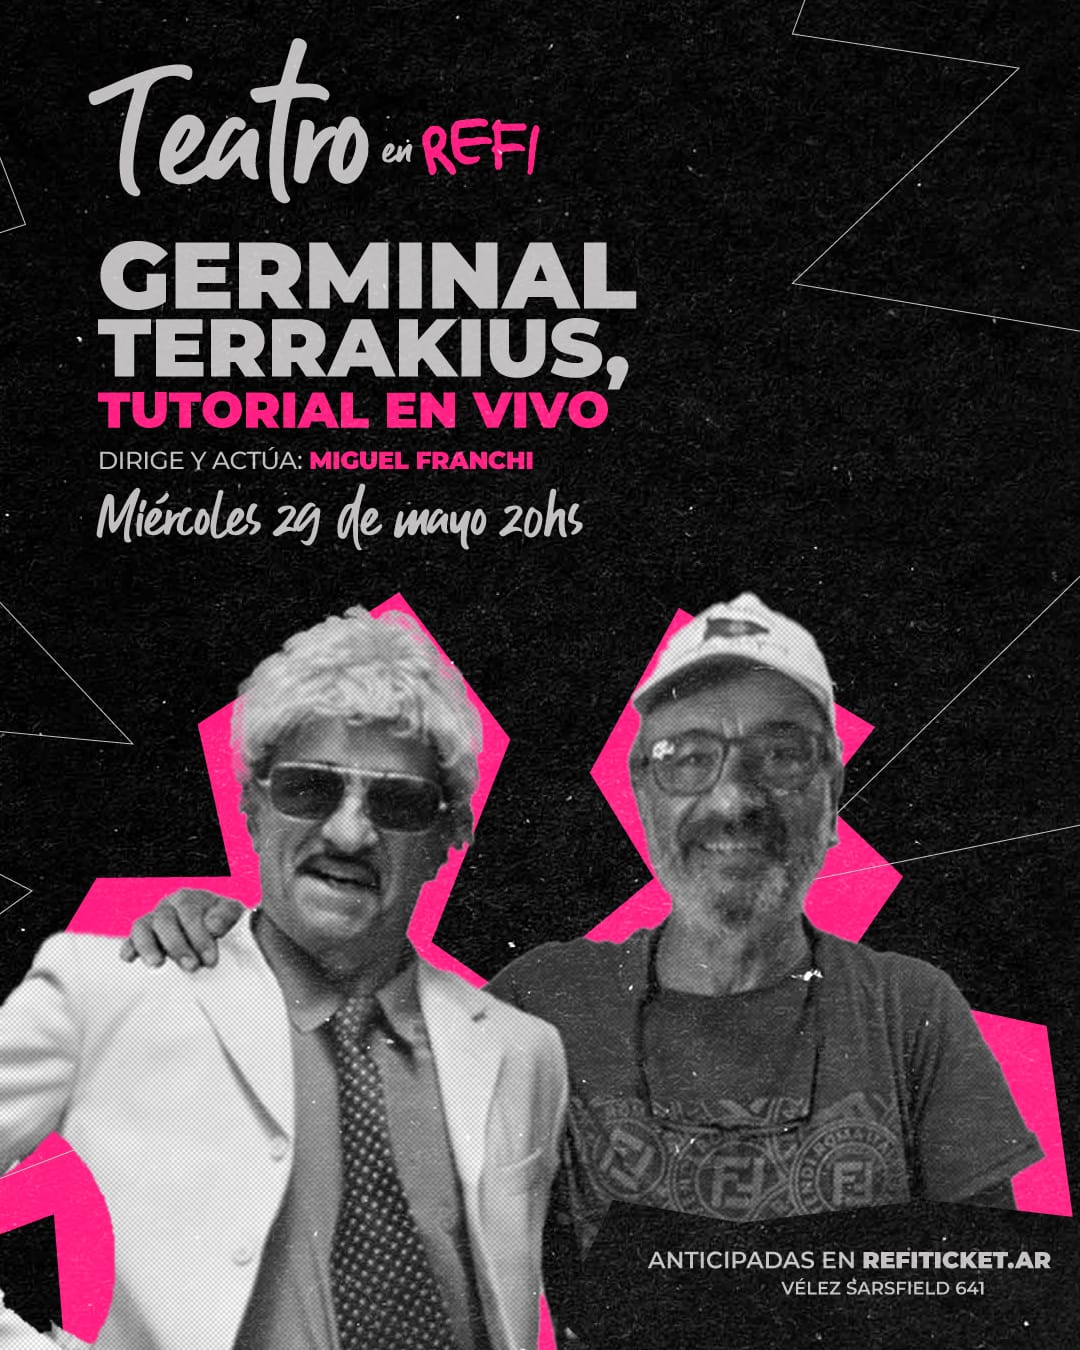 Teatro en REFI
GERMINAL
TERRAKIUS,
TUTORIAL EN VIVO
DIRIGE Y ACTÚA: MIGUEL FRANCHI
Miércoles 29 de mayo 20hs
ANTICIPADAS EN REFITICKET.AR
VÉLEZ SARSFIELD 641